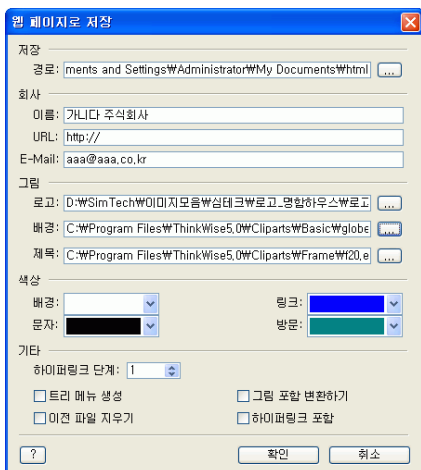 웹 페이지로 저장
저장
경로: ments and Settings₩Administrator₩My Documents₩html ...
회사
이름: 가니다 주식회사
URL: http://
E-Mail: aaa@aaa.co.kr
그림
로고: D:₩SimTech₩이미지모음₩심테크₩로고_명함하우스₩로고 ...
배경: C:₩Program Files₩ThinkWise5.0₩Cliparts₩Basic₩globe ...
제목: C:₩Program Files₩ThinkWise5.0₩Cliparts₩Frame₩f20.e ...
색상
배경: 링크:
문자: 방문:
기타
하이퍼링크 단계: 1
트리 메뉴 생성 그림 포함 변환하기
이전 파일 지우기 하이퍼링크 포함
? 확인 취소